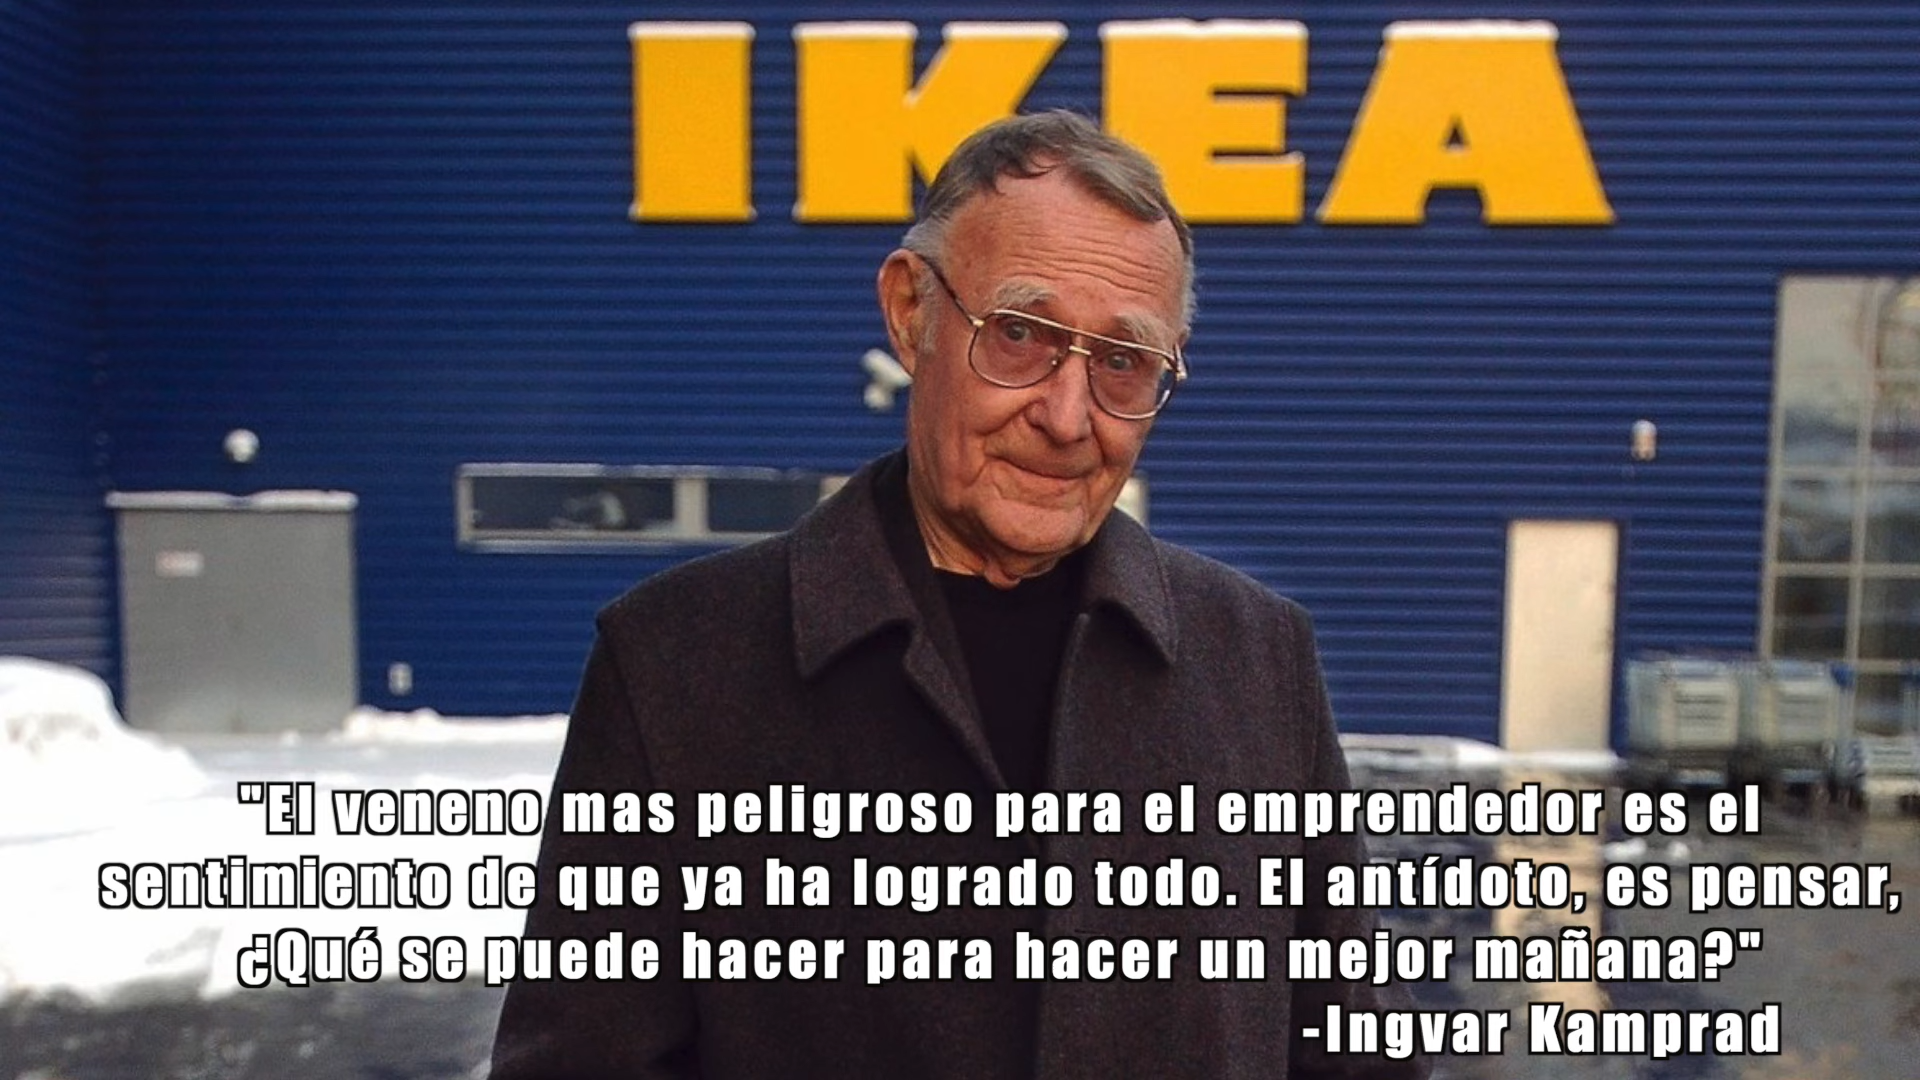 IKEA
"El veneno mas peligroso para el emprendedor es el
sentimiento de que ya ha logrado todo. El antídoto, es pensar,
¿Qué se puede hacer para hacer un mejor mañana?"
-Ingvar Kamprad